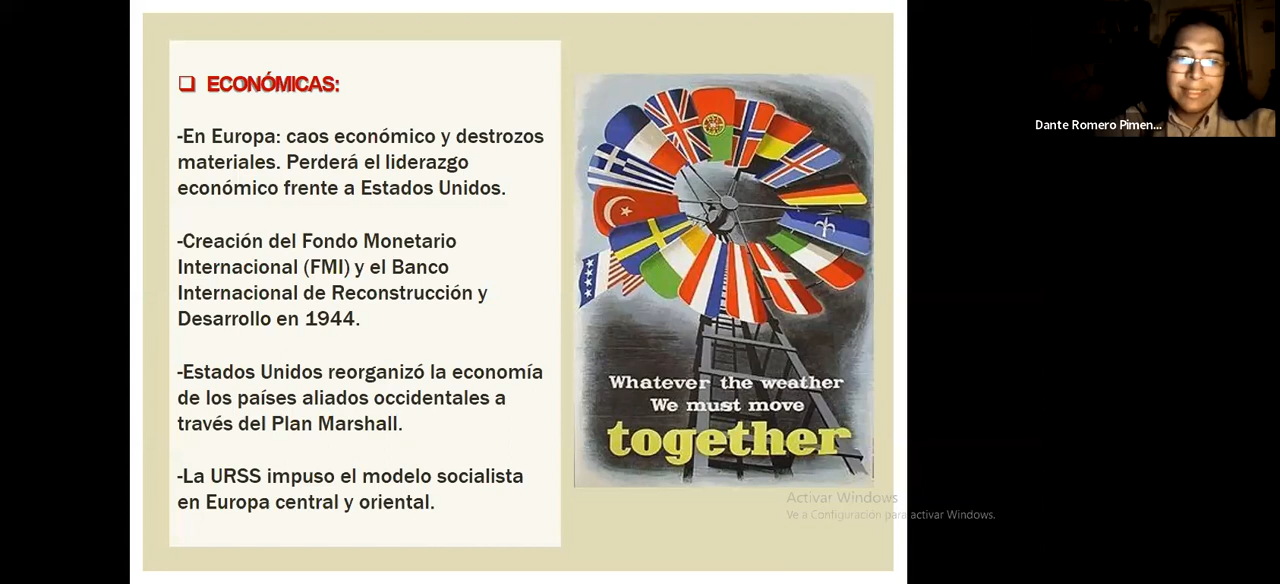 ECONÓMICAS:
-En Europa: caos económico y destrozos
materiales. Perderá el liderazgo
económico frente a Estados Unidos.
-Creación del Fondo Monetario
Internacional (FMI) y el Banco
Internacional de Reconstrucción y
Desarrollo en 1944.
-Estados Unidos reorganizó la economía
de los países aliados occidentales a
través del Plan Marshall.
-La URSS impuso el modelo socialista
en Europa central y oriental.
Whatever the weather
We must move
together
Activar Windows
Ve a Configuración para activar Windows.
Dante Romero Pimen...